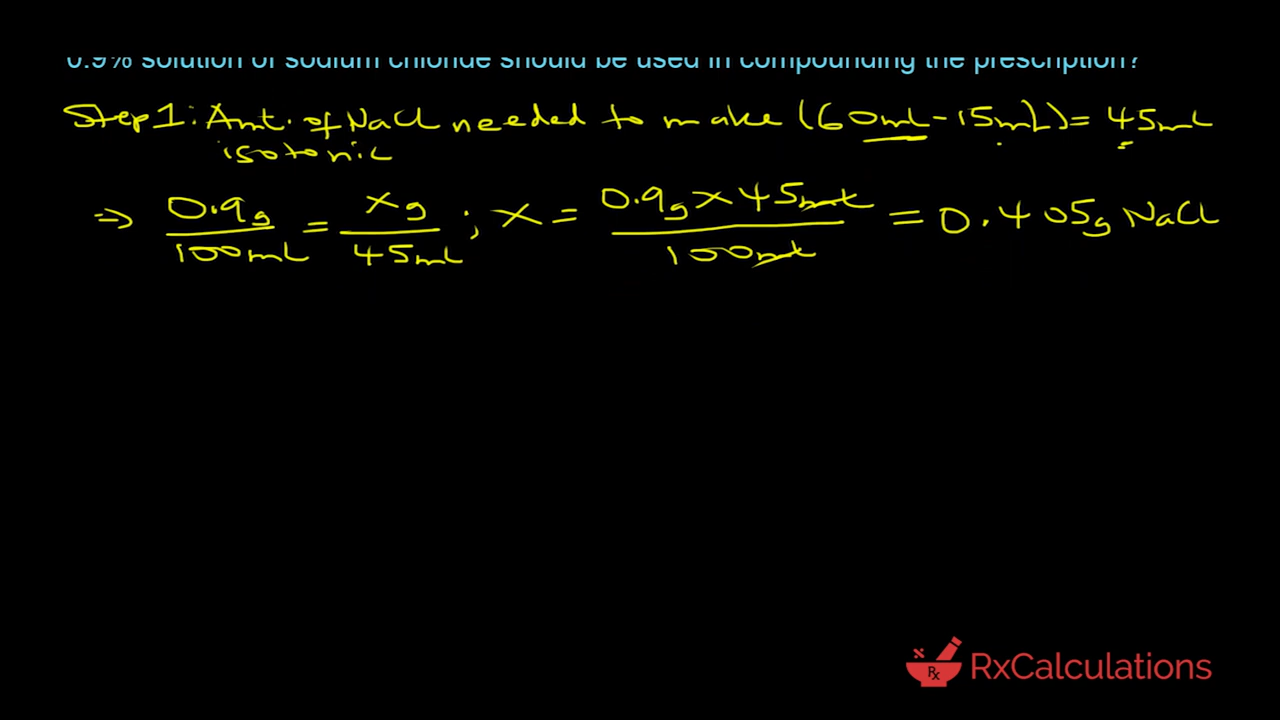 0.9% solution of sodium chloride should be used in compounding the prescription?
Step 1: Amt. of NaCl needed to make (60mL - 15mL) = 45mL
isotonic
⇒ 0.9g/100mL = xg/45mL ; x = 0.9g x 45mL/100mL = 0.405g NaCl
Rx RxCalculations